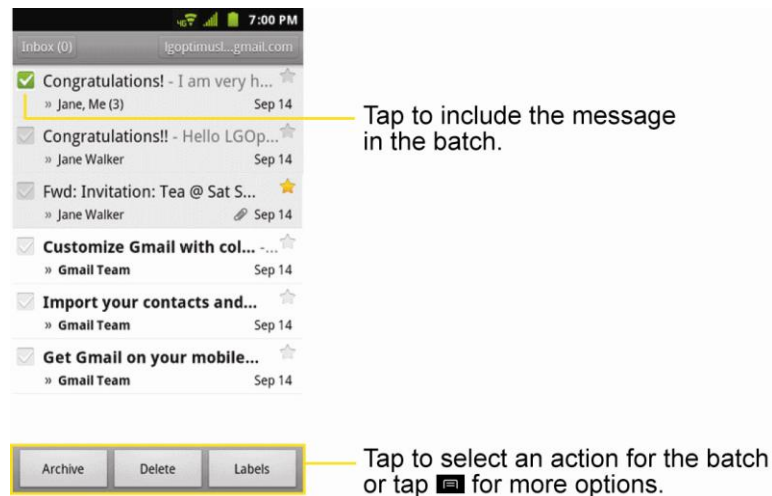 4G 7:00 PM
Inbox (0) lgoptimusl...gmail.com
Congratulations! - I am very h...
» Jane, Me (3) Sep 14
Tap to include the message
in the batch.
Congratulations!! - Hello LGOp...
» Jane Walker Sep 14
Fwd: Invitation: Tea @ Sat S...
» Jane Walker Sep 14
Customize Gmail with col... -...
» Gmail Team Sep 14
Import your contacts and...
» Gmail Team Sep 14
Get Gmail on your mobile...
» Gmail Team Sep 14
Archive Delete Labels
Tap to select an action for the batch
or tap for more options.